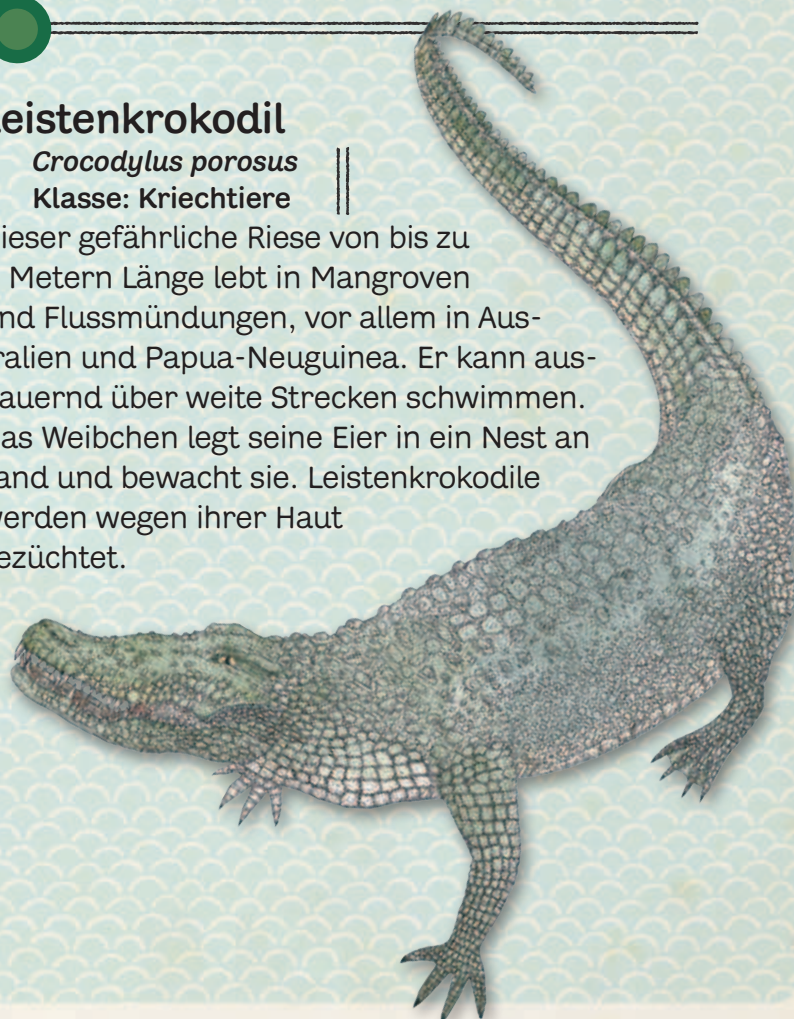 eistenkrokodil
Crocodylus porosus
Klasse: Kriechtiere
ieser gefährliche Riese von bis zu
Metern Länge lebt in Mangroven
nd Flussmündungen, vor allem in Aus-
ralien und Papua-Neuguinea. Er kann aus-
auernd über weite Strecken schwimmen.
as Weibchen legt seine Eier in ein Nest an
and und bewacht sie. Leistenkrokodile
werden wegen ihrer Haut
ezüchtet.